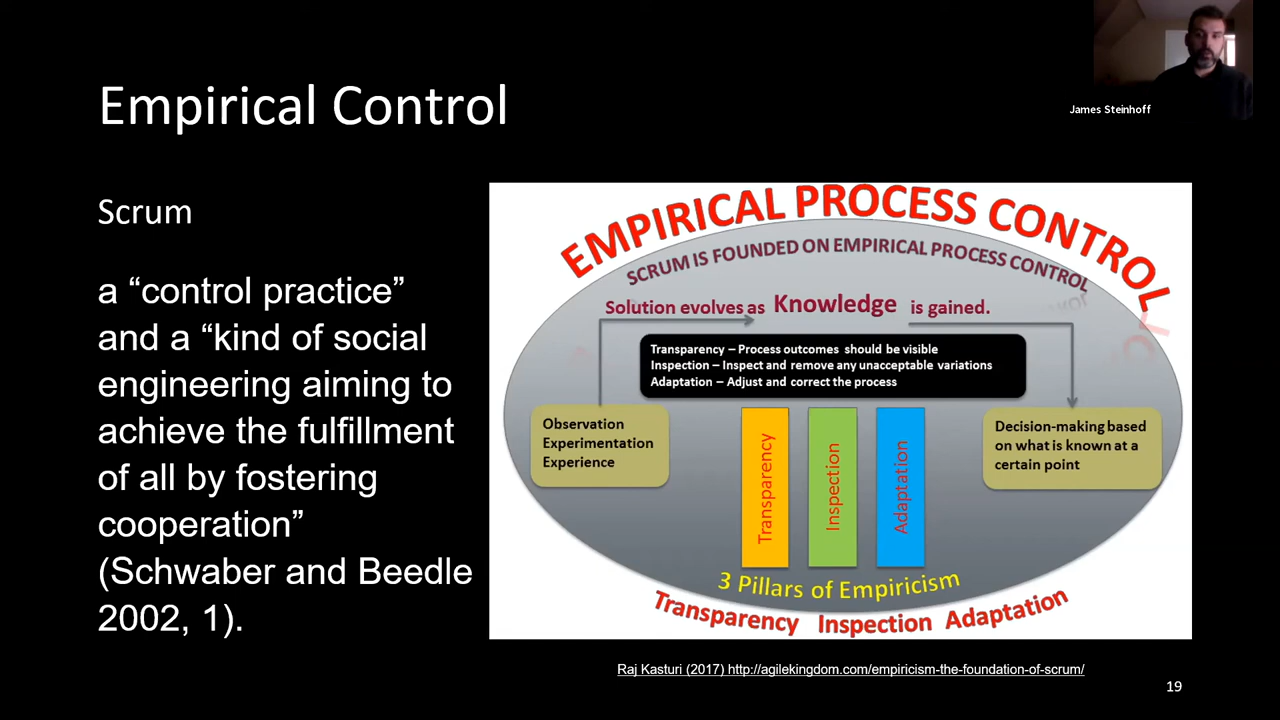 Empirical Control
James Steinhoff
Scrum
a “control practice”
and a “kind of social
engineering aiming to
achieve the fulfillment
of all by fostering
cooperation”
(Schwaber and Beedle
2002, 1).
EMPIRICAL PROCESS CONTROL
SCRUM IS FOUNDED ON EMPIRICAL PROCESS CONTROL
Solution evolves as Knowledge is gained.
Transparency – Process outcomes should be visible
Inspection – Inspect and remove any unacceptable variations
Adaptation – Adjust and correct the process
Observation
Experimentation
Experience
Transparency
Inspection
Adaptation
Decision-making based
on what is known at a
certain point
3 Pillars of Empiricism
Transparency Inspection Adaptation
Raj Kasturi (2017) http://agilekingdom.com/empiricism-the-foundation-of-scrum/
19